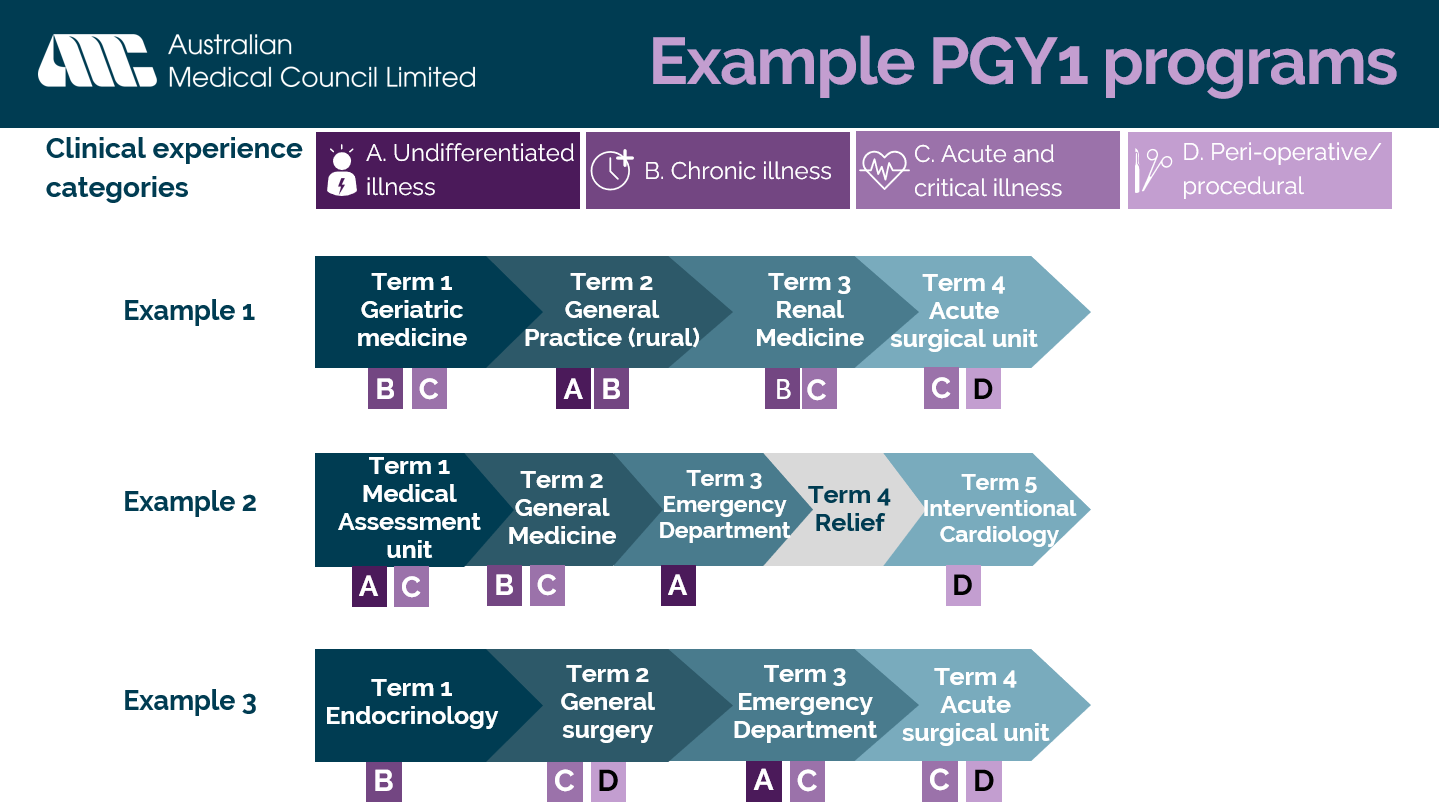 Australian
Medical Council Limited
Example PGY1 programs
Clinical experience
categories
A. Undifferentiated
illness
B. Chronic illness
C. Acute and
critical illness
D. Peri-operative/
procedural
Example 1
Term 1
Geriatric
medicine
B C
Term 2
General
Practice (rural)
A B
Term 3
Renal
Medicine
B C
Term 4
Acute
surgical unit
C D
Example 2
Term 1
Medical
Assessment
unit
A C
Term 2
General
Medicine
B C
Term 3
Emergency
Department
A
Term 4
Relief
Term 5
Interventional
Cardiology
D
Example 3
Term 1
Endocrinology
B
Term 2
General
surgery
C D
Term 3
Emergency
Department
A C
Term 4
Acute
surgical unit
C D